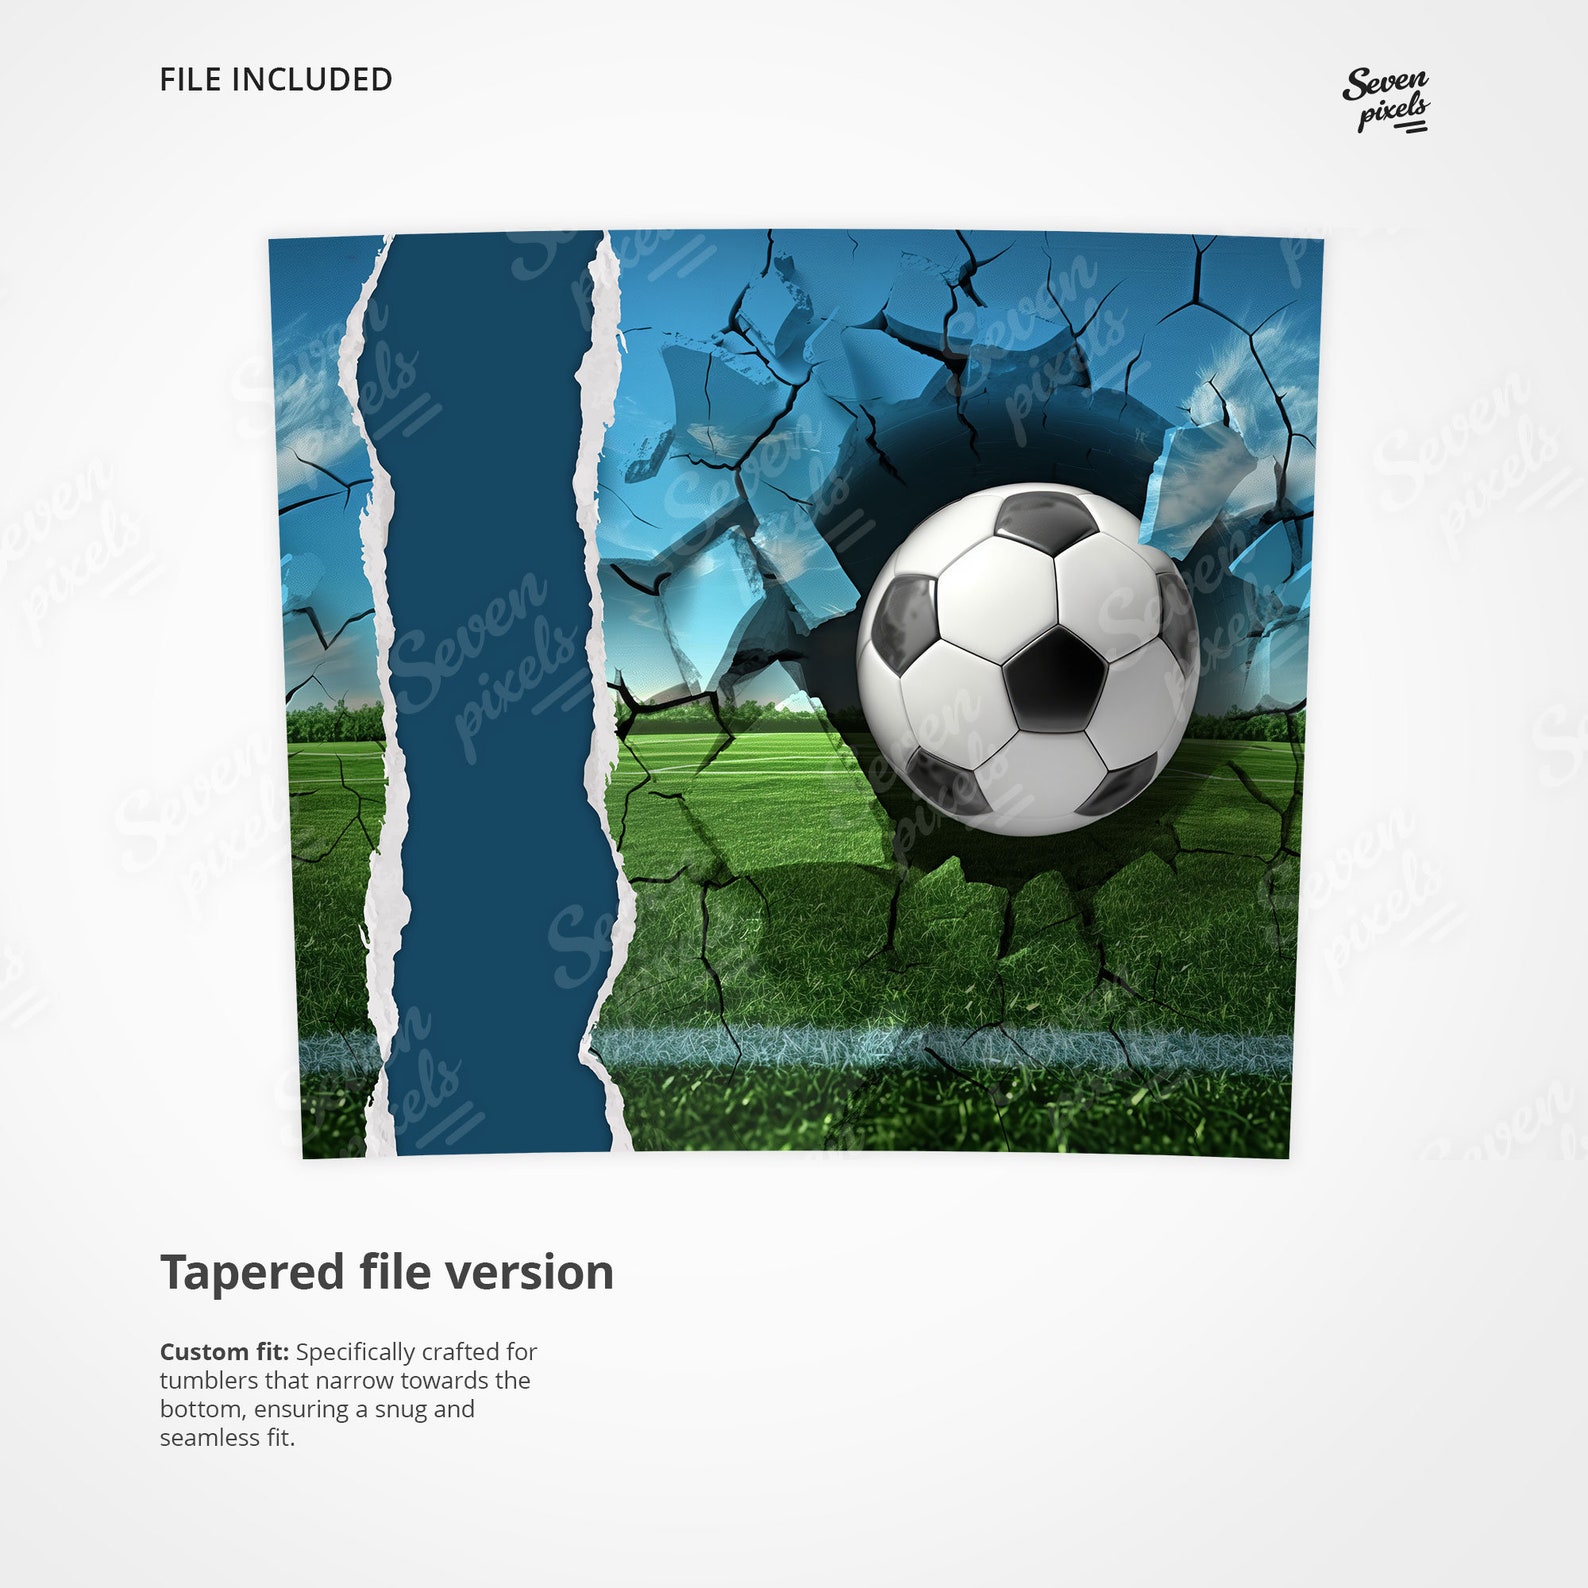 FILE INCLUDED
Seven
pixels
Tapered file version
Custom fit: Specifically crafted for
tumblers that narrow towards the
bottom, ensuring a snug and
seamless fit.